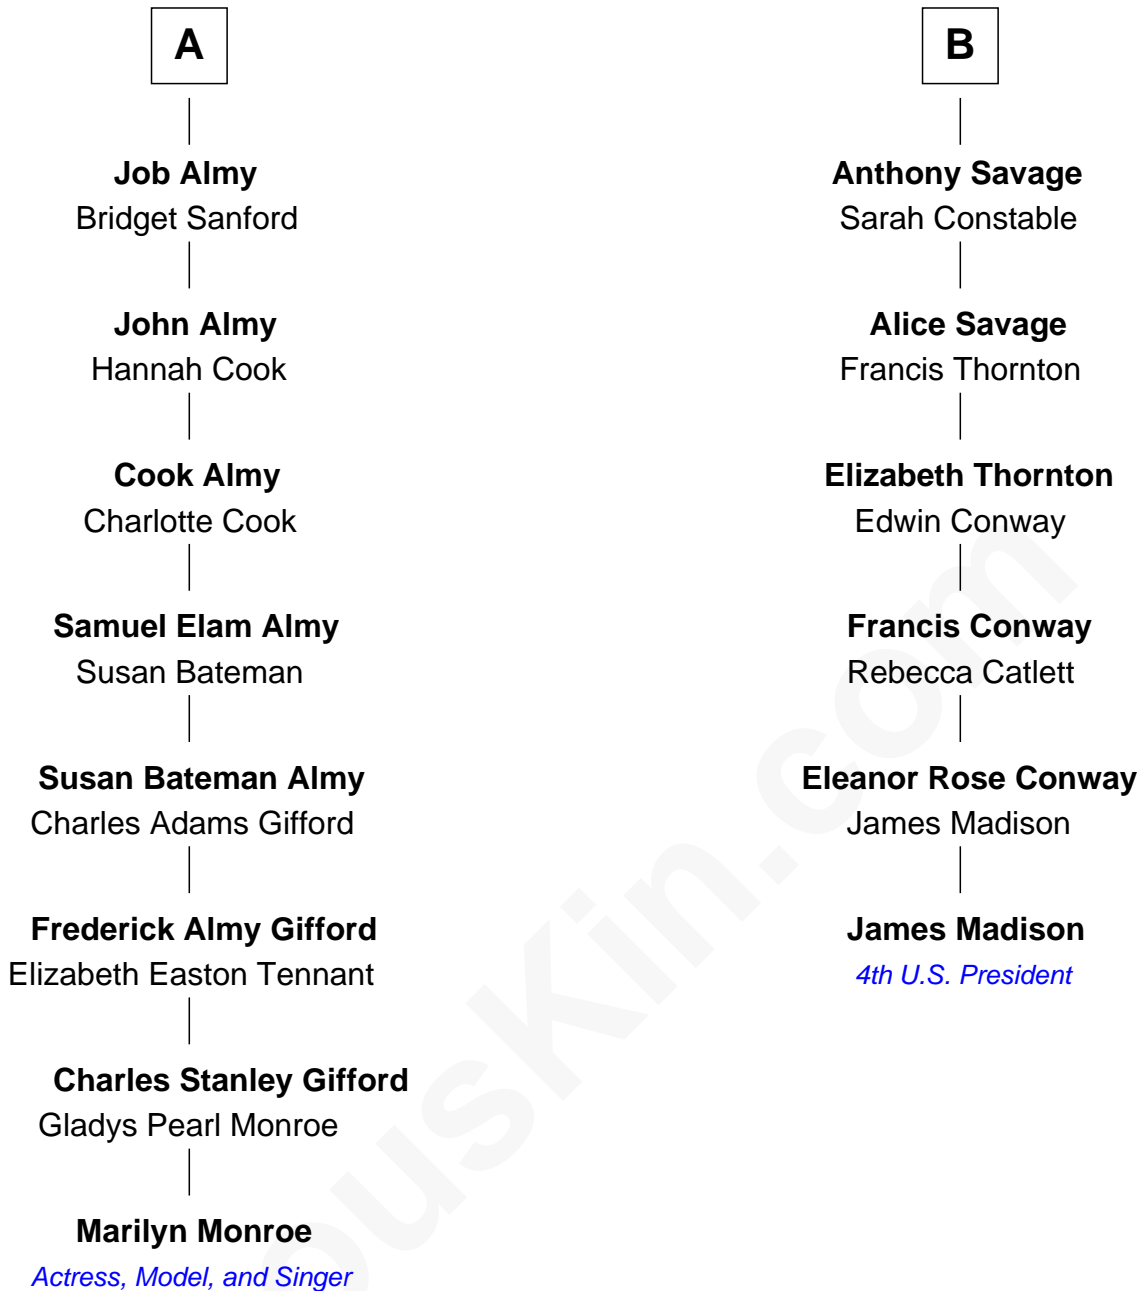 A
Job Almy
Bridget Sanford
John Almy
Hannah Cook
Cook Almy
Charlotte Cook
Samuel Elam Almy
Susan Bateman
Susan Bateman Almy
Charles Adams Gifford
Frederick Almy Gifford
Elizabeth Easton Tennant
Charles Stanley Gifford
Gladys Pearl Monroe
Marilyn Monroe
Actress, Model, and Singer
B
Anthony Savage
Sarah Constable
Alice Savage
Francis Thornton
Elizabeth Thornton
Edwin Conway
Francis Conway
Rebecca Catlett
Eleanor Rose Conway
James Madison
James Madison
4th U.S. President
ousKin.com